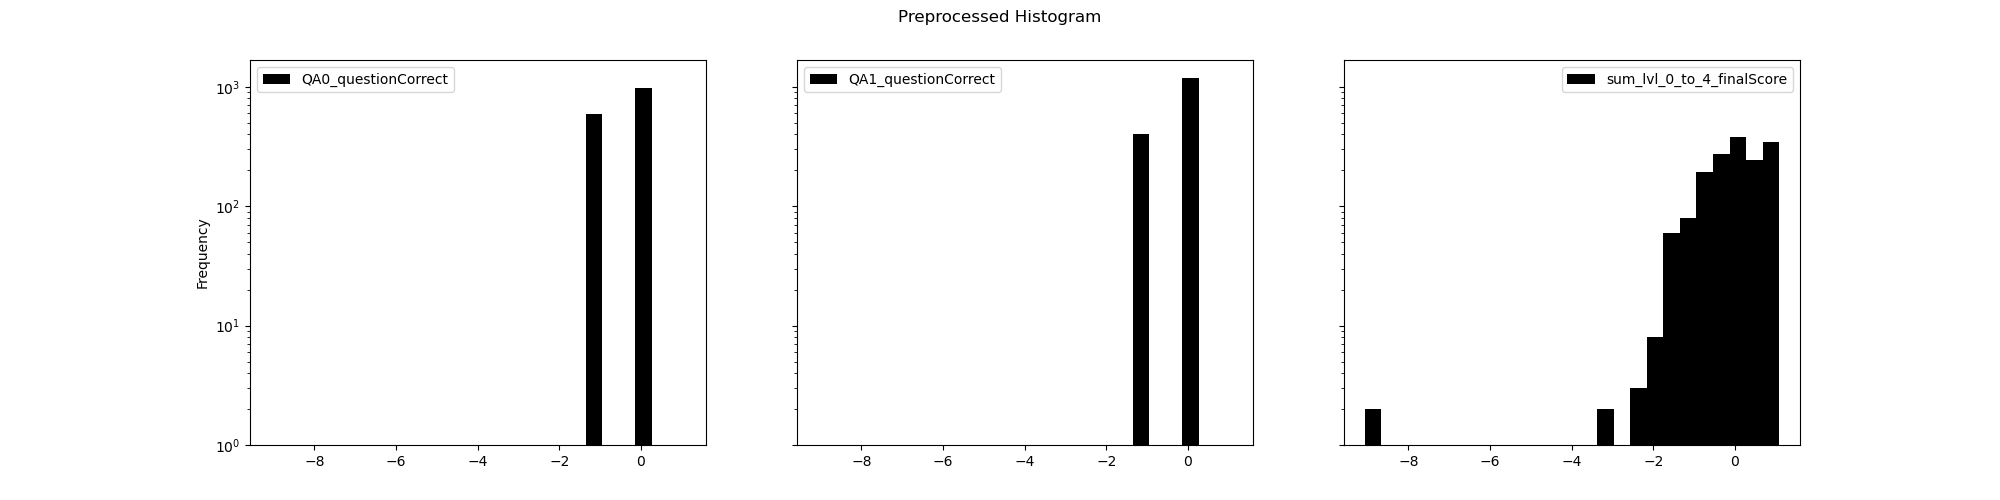 Preprocessed Histogram
Frequency
10³
10²
10¹
10⁰
QA0_questionCorrect
−8 −6 −4 −2 0
QA1_questionCorrect
−8 −6 −4 −2 0
sum_lvl_0_to_4_finalScore
−8 −6 −4 −2 0